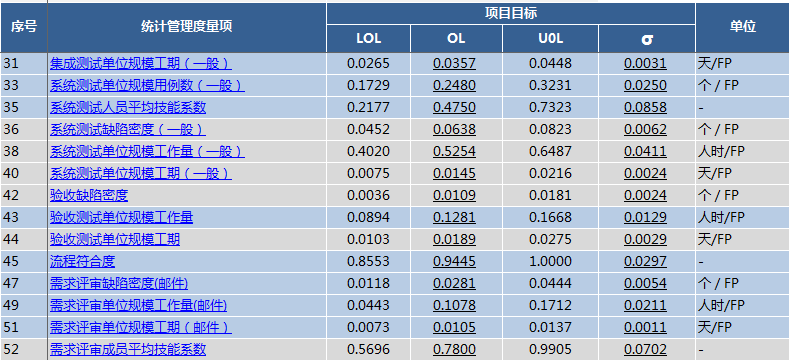 序号 统计管理度量项 项目目标 单位
LOL OL U0L σ
31 集成测试单位规模工期（一般） 0.0265 0.0357 0.0448 0.0031 天/FP
33 系统测试单位规模用例数（一般） 0.1729 0.2480 0.3231 0.0250 个 / FP
35 系统测试人员平均技能系数 0.2177 0.4750 0.7323 0.0858 -
36 系统测试缺陷密度（一般） 0.0452 0.0638 0.0823 0.0062 个 / FP
38 系统测试单位规模工作量（一般） 0.4020 0.5254 0.6487 0.0411 人时/FP
40 系统测试单位规模工期（一般） 0.0075 0.0145 0.0216 0.0024 天/FP
42 验收缺陷密度 0.0036 0.0109 0.0181 0.0024 个 / FP
43 验收测试单位规模工作量 0.0894 0.1281 0.1668 0.0129 人时/FP
44 验收测试单位规模工期 0.0103 0.0189 0.0275 0.0029 天/FP
45 流程符合度 0.8553 0.9445 1.0000 0.0297 -
47 需求评审缺陷密度(邮件) 0.0118 0.0281 0.0444 0.0054 个 / FP
49 需求评审单位规模工作量(邮件) 0.0443 0.1078 0.1712 0.0211 人时/FP
51 需求评审单位规模工期（邮件） 0.0073 0.0105 0.0137 0.0011 天/FP
52 需求评审成员平均技能系数 0.5696 0.7800 0.9905 0.0702 -